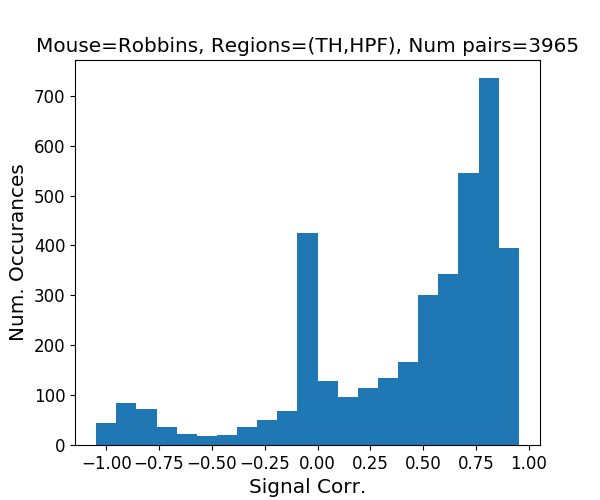 Mouse=Robbins, Regions=(TH,HPF), Num pairs=3965
Num. Occurances
700
600
500
400
300
200
100
0
−1.00 −0.75 −0.50 −0.25 0.00 0.25 0.50 0.75 1.00
Signal Corr.